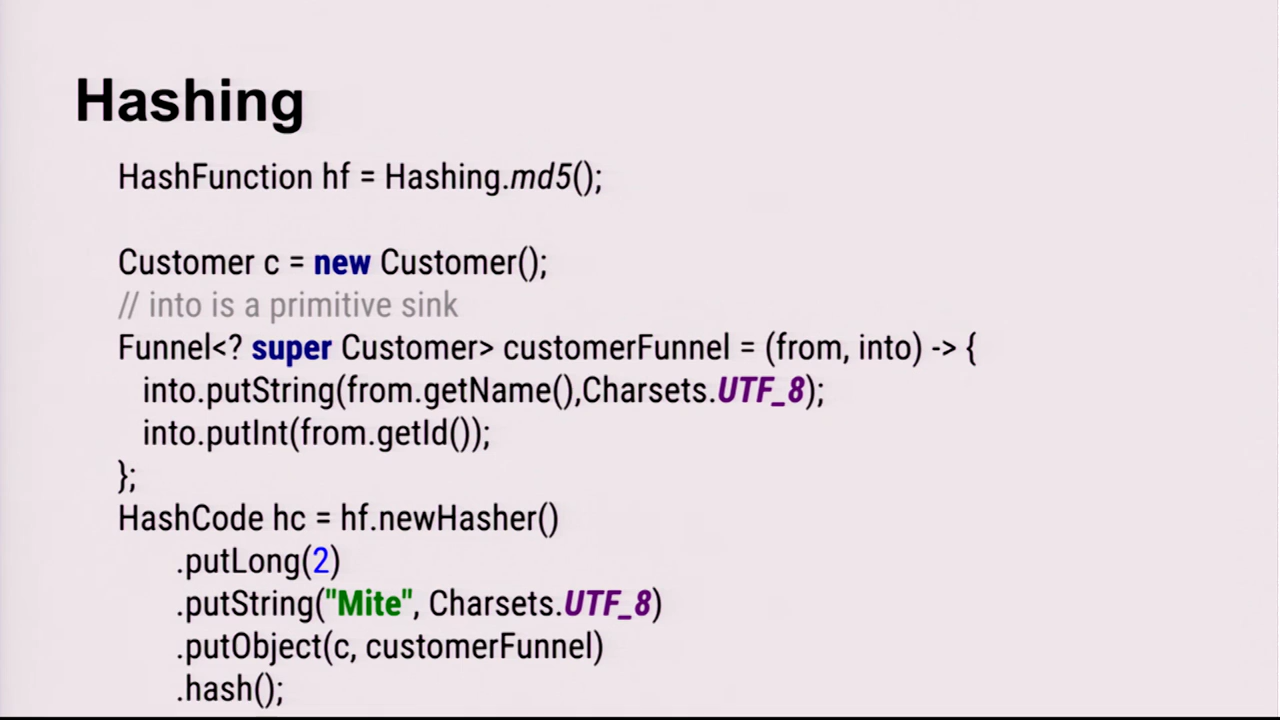 Hashing
HashFunction hf = Hashing.md5();
Customer c = new Customer();
// into is a primitive sink
Funnel<? super Customer> customerFunnel = (from, into) -> {
into.putString(from.getName(),Charsets.UTF_8);
into.putInt(from.getId());
};
HashCode hc = hf.newHasher()
.putLong(2)
.putString("Mite", Charsets.UTF_8)
.putObject(c, customerFunnel)
.hash();